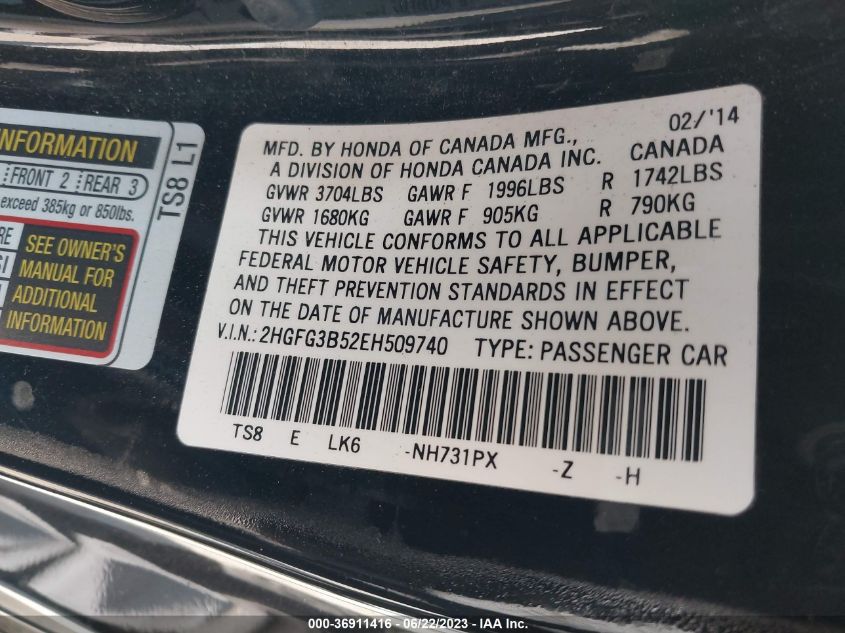 INFORMATION
FRONT 2 REAR 3
exceed 385kg or 850lbs.
SEE OWNER'S
MANUAL FOR
ADDITIONAL
INFORMATION
TS8 L1
02/'14
MFD. BY HONDA OF CANADA MFG.,
A DIVISION OF HONDA CANADA INC. CANADA
GVWR 3704LBS GAWR F 1996LBS R 1742LBS
GVWR 1680KG GAWR F 905KG R 790KG
THIS VEHICLE CONFORMS TO ALL APPLICABLE
FEDERAL MOTOR VEHICLE SAFETY, BUMPER,
AND THEFT PREVENTION STANDARDS IN EFFECT
ON THE DATE OF MANUFACTURE SHOWN ABOVE.
V.I.N.: 2HGFG3B52EH509740 TYPE: PASSENGER CAR
TS8 E LK6 -NH731PX -Z -H
000-36911416 - 06/22/2023 - IAA Inc.